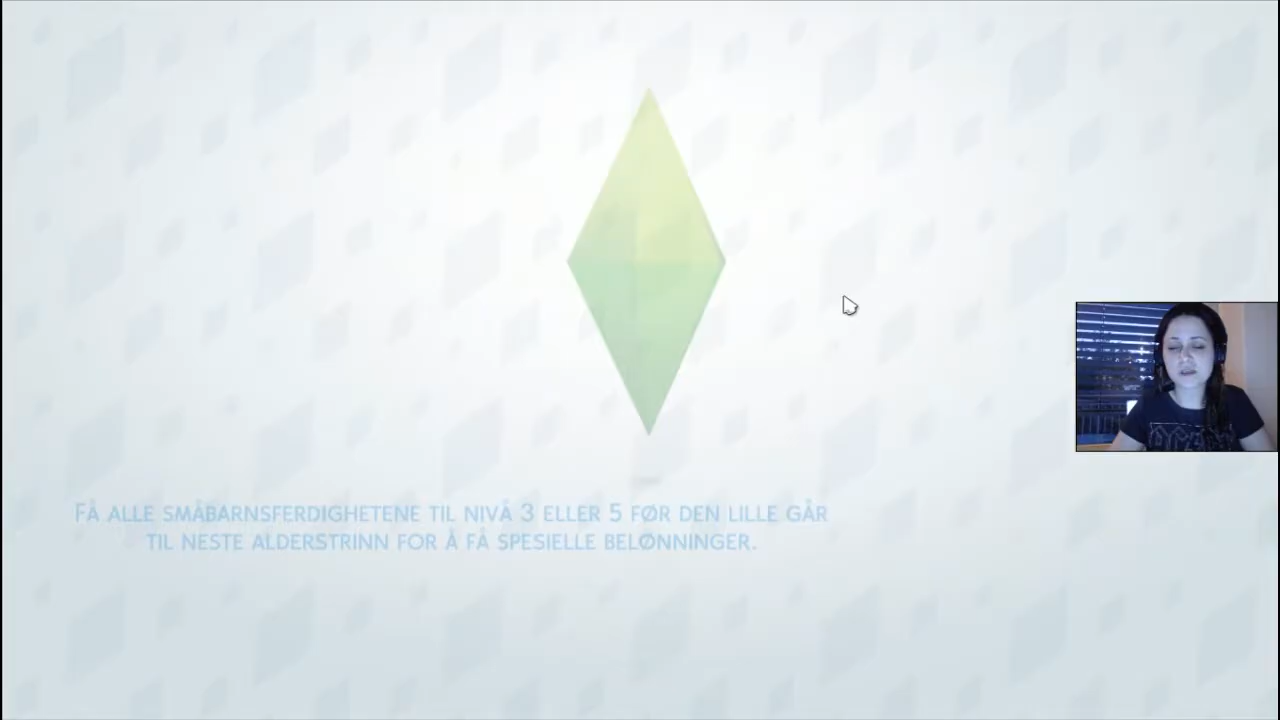 FÅ ALLE SMÅBARNSFERDIGHETENE TIL NIVÅ 3 ELLER 5 FØR DEN LILLE GÅR
TIL NESTE ALDERSTRINN FOR Å FÅ SPESIELLE BELØNNINGER.